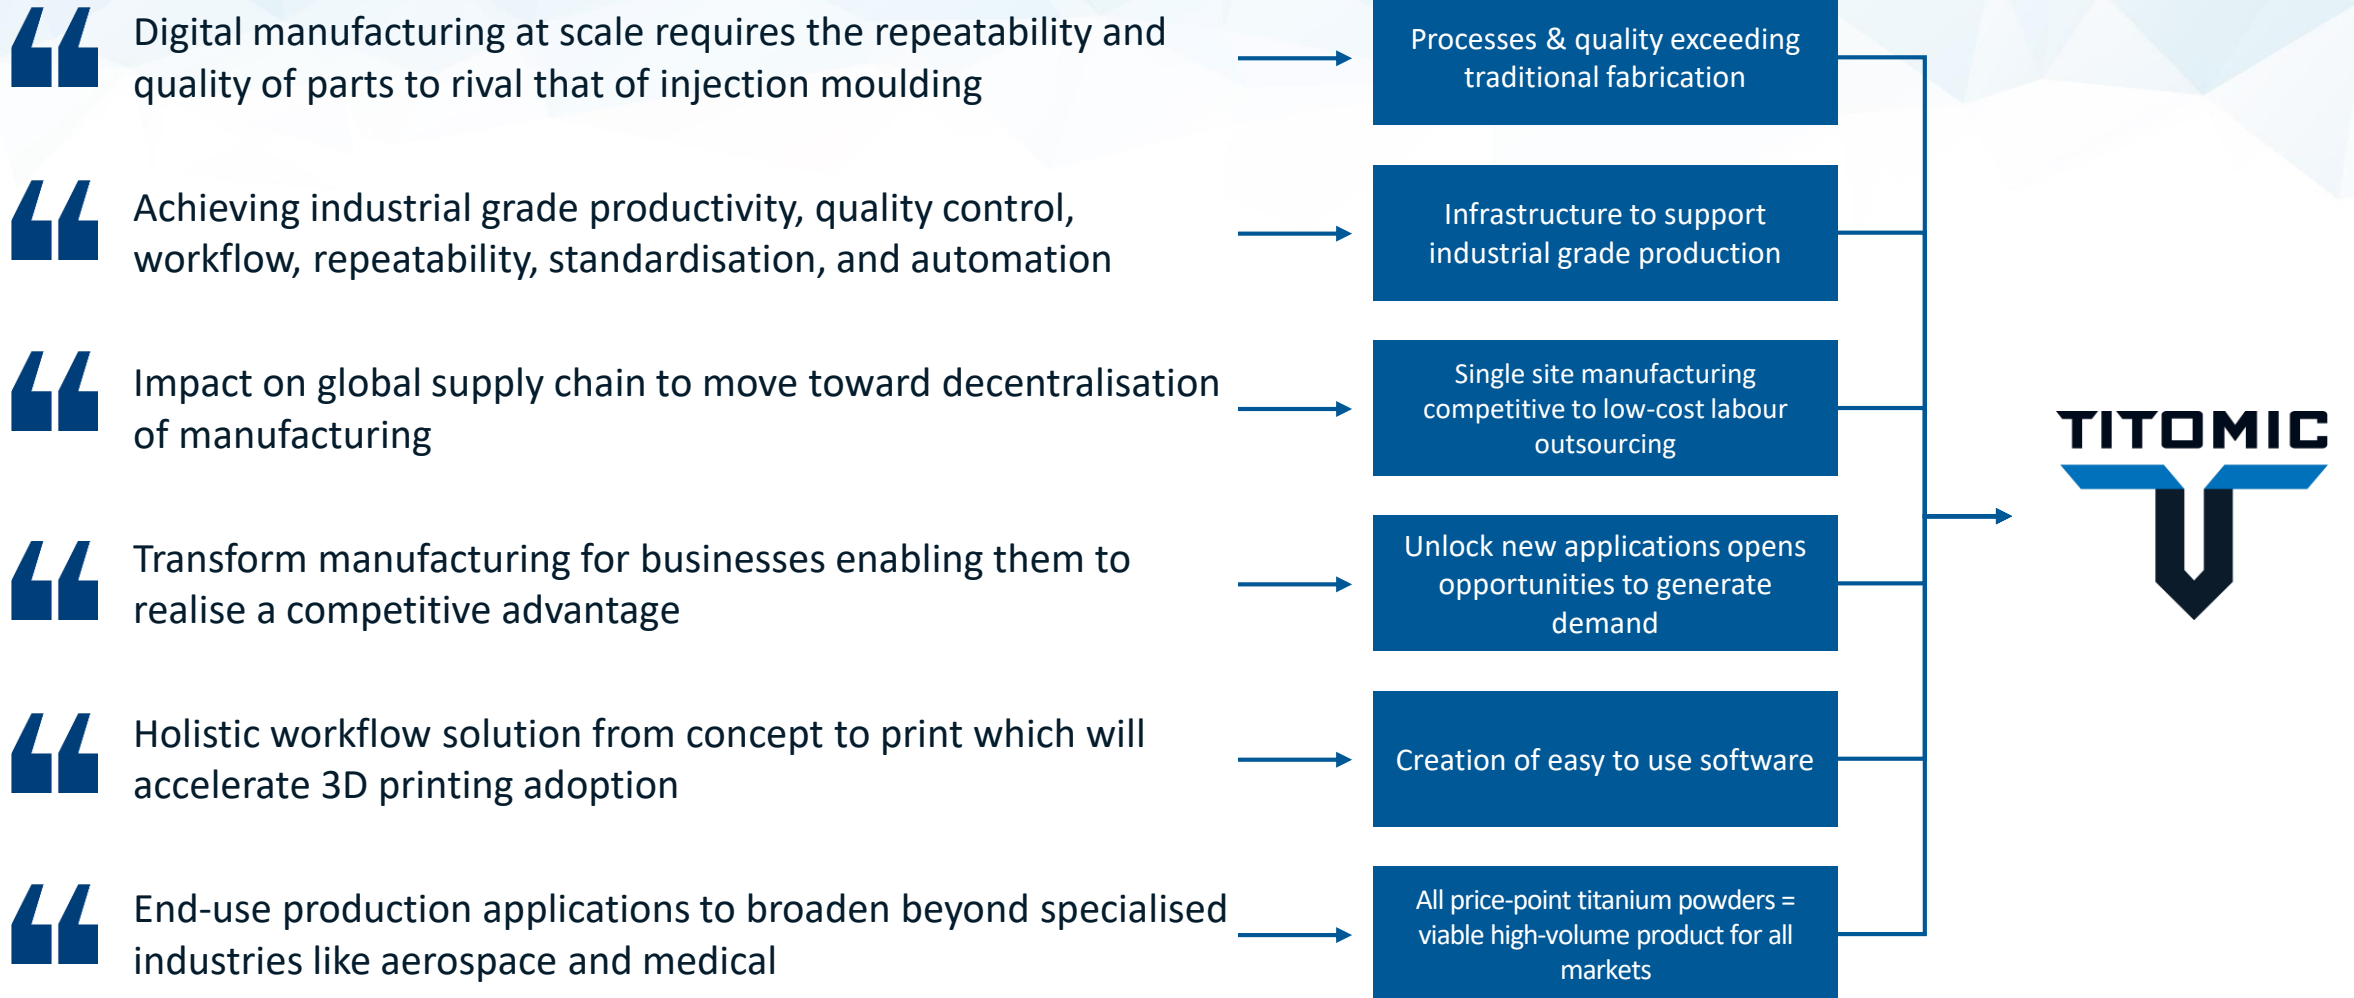 Digital manufacturing at scale requires the repeatability and
quality of parts to rival that of injection moulding
Processes & quality exceeding
traditional fabrication
Achieving industrial grade productivity, quality control,
workflow, repeatability, standardisation, and automation
Infrastructure to support
industrial grade production
Impact on global supply chain to move toward decentralisation
of manufacturing
Single site manufacturing
competitive to low-cost labour
outsourcing
Transform manufacturing for businesses enabling them to
realise a competitive advantage
Unlock new applications opens
opportunities to generate
demand
Holistic workflow solution from concept to print which will
accelerate 3D printing adoption
Creation of easy to use software
End-use production applications to broaden beyond specialised
industries like aerospace and medical
All price-point titanium powders =
viable high-volume product for all
markets
TITOMIC